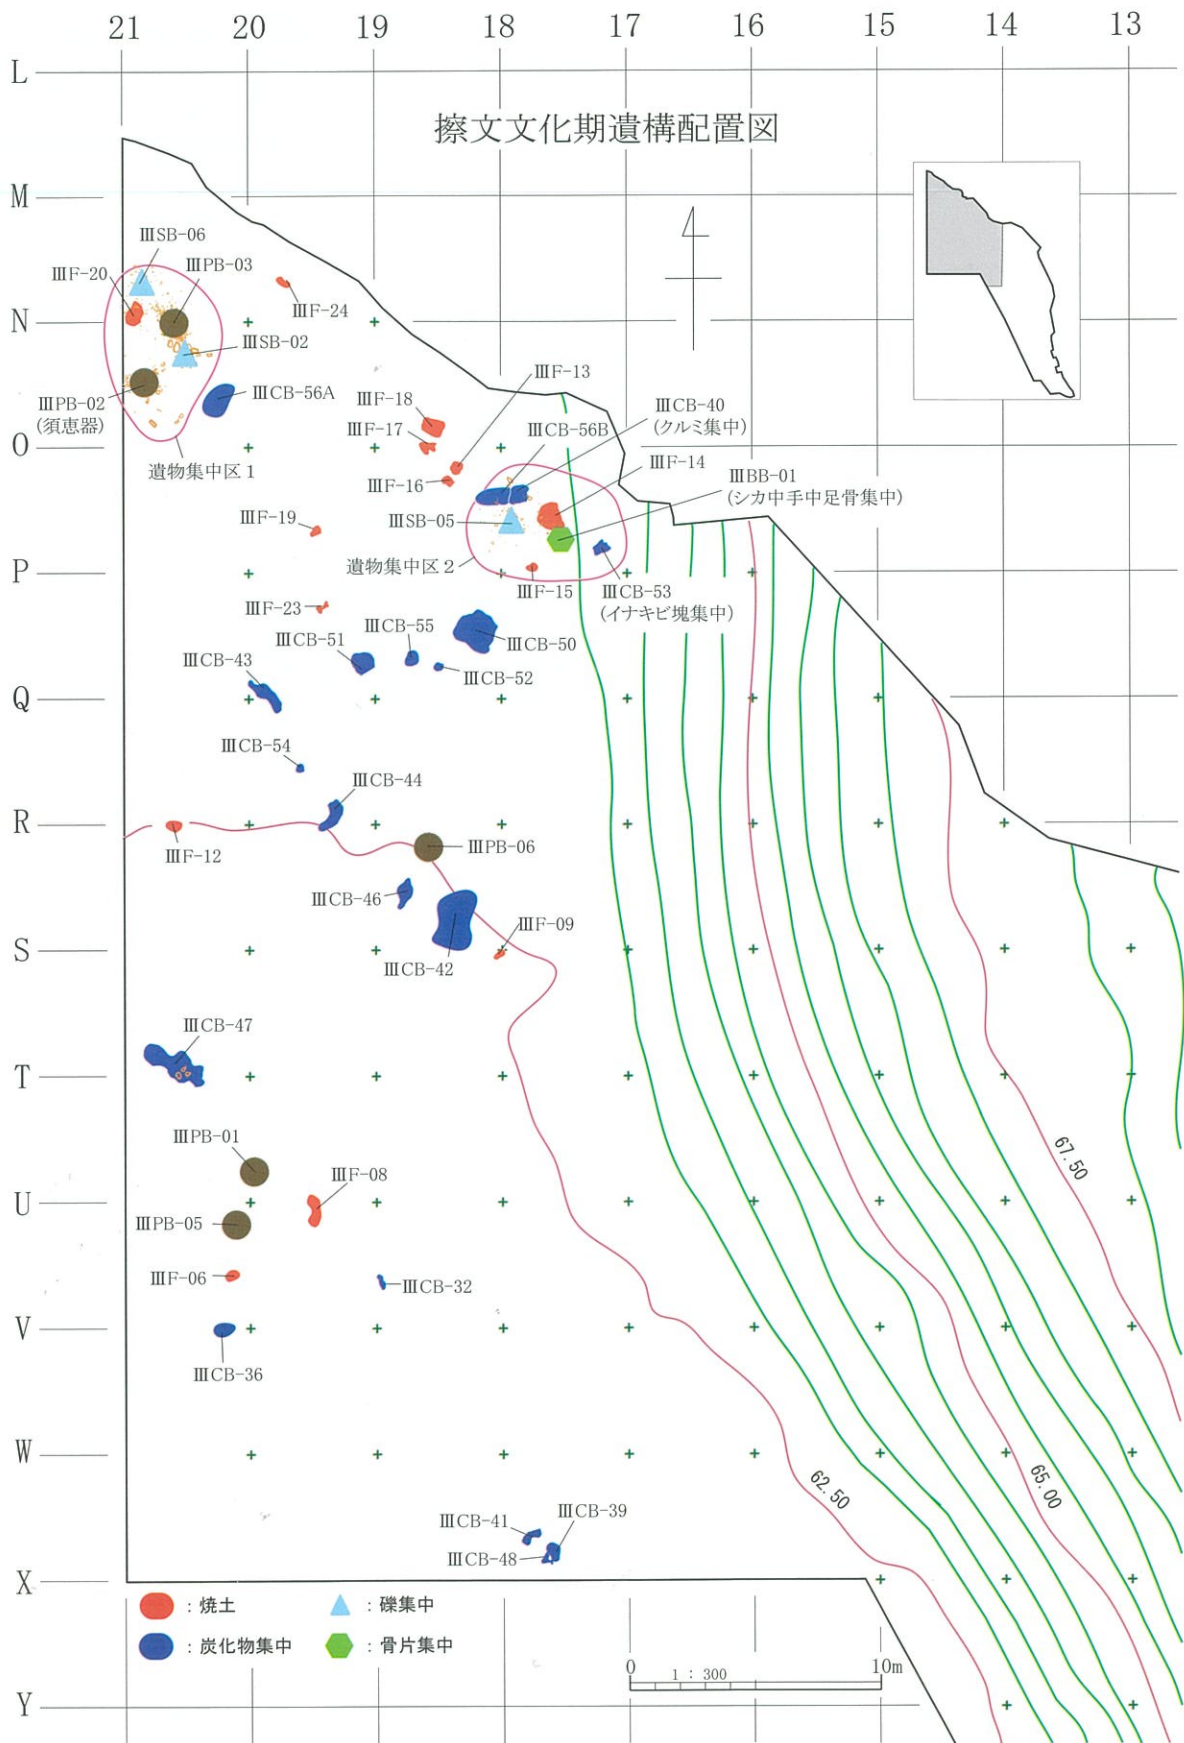 21 20 19 18 17 16 15 14 13
L
擦文文化期遺構配置図
M
ⅢSB-06
ⅢPB-03
ⅢF-20
ⅢF-24
N
ⅢSB-02
ⅢF-13
ⅢCB-56A
ⅢF-18
ⅢCB-40
(クルミ集中)
ⅢPB-02
(須恵器)
ⅢF-17
ⅢCB-56B
O
ⅢF-14
遺物集中区1
ⅢF-16
ⅢBB-01
(シカ中手中足骨集中)
ⅢF-19
ⅢSB-05
遺物集中区2
P
ⅢF-15
ⅢCB-53
(イナキビ塊集中)
ⅢF-23
ⅢCB-55
ⅢCB-51
ⅢCB-50
ⅢCB-43
ⅢCB-52
Q
ⅢCB-54
ⅢCB-44
R
ⅢF-12
ⅢPB-06
ⅢCB-46
ⅢF-09
S
ⅢCB-42
ⅢCB-47
T
ⅢPB-01
67.50
ⅢF-08
U
ⅢPB-05
ⅢF-06
ⅢCB-32
V
ⅢCB-36
W
62.50
65.00
ⅢCB-39
ⅢCB-41
ⅢCB-48
X
:焼土
:礫集中
:炭化物集中
:骨片集中
0 1:300 10m
Y